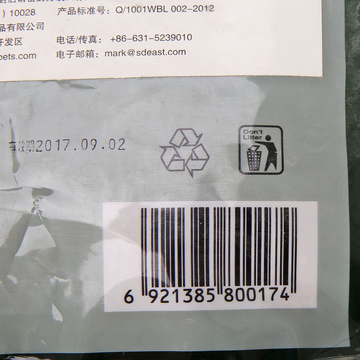 ) 10028 产品标准号: Q/1001WBL 002-2012
品有限公司
开发区 电话/传真: +86-631-5239010
pets.com 电子邮箱: mark@sdeast.com
2017.09.02
Don't
Litter
6 921385 800174